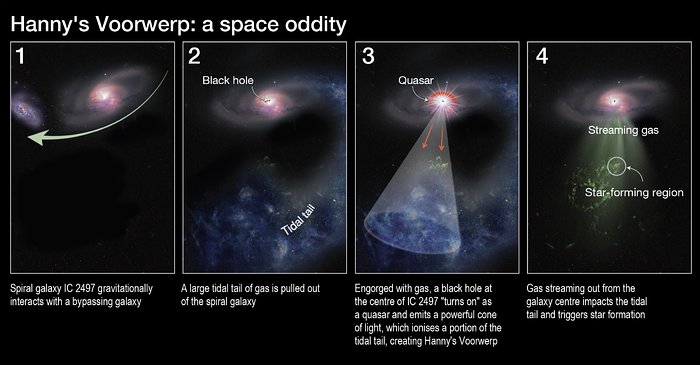 Hanny's Voorwerp: a space oddity
1
2
3
4
Black hole
Tidal tail
Quasar
Streaming gas
Star-forming region
Spiral galaxy IC 2497 gravitationally
interacts with a bypassing galaxy
A large tidal tail of gas is pulled out
of the spiral galaxy
Engorged with gas, a black hole at
the centre of IC 2497 "turns on" as
a quasar and emits a powerful cone
of light, which ionises a portion of the
tidal tail, creating Hanny's Voorwerp
Gas streaming out from the
galaxy centre impacts the tidal
tail and triggers star formation